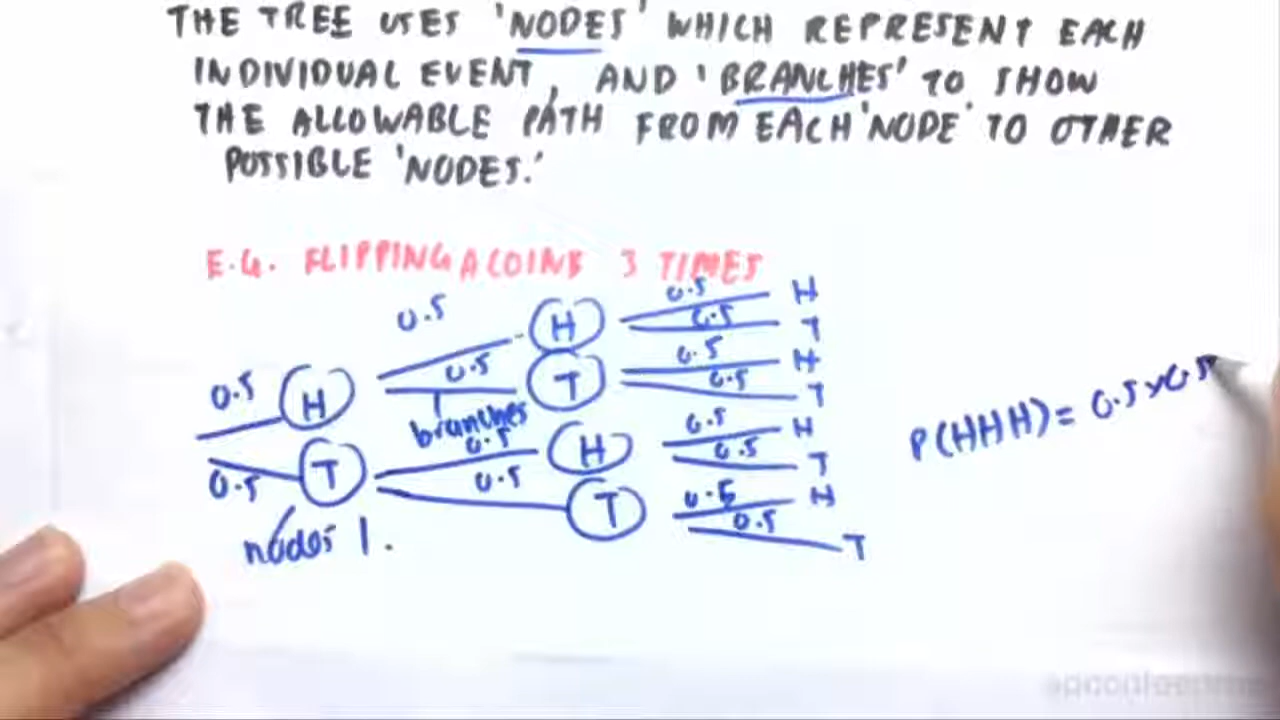 THE TREE USES 'NODES' WHICH REPRESENT EACH
INDIVIDUAL EVENT, AND 'BRANCHES' TO SHOW
THE ALLOWABLE PATH FROM EACH 'NODE' TO OTHER
POSSIBLE 'NODES.'
E.G. FLIPPING A COINE 3 TIMES
0.5 H
0.5 T
nodes 1.
0.5 H
0.5 T
branches
0.5 H
0.5 T
0.5 H
0.5 T
0.5 H
0.5 T
0.5 H
0.5 T
0.5 H
0.5 T
P(HHH) = 0.5 x 0.5